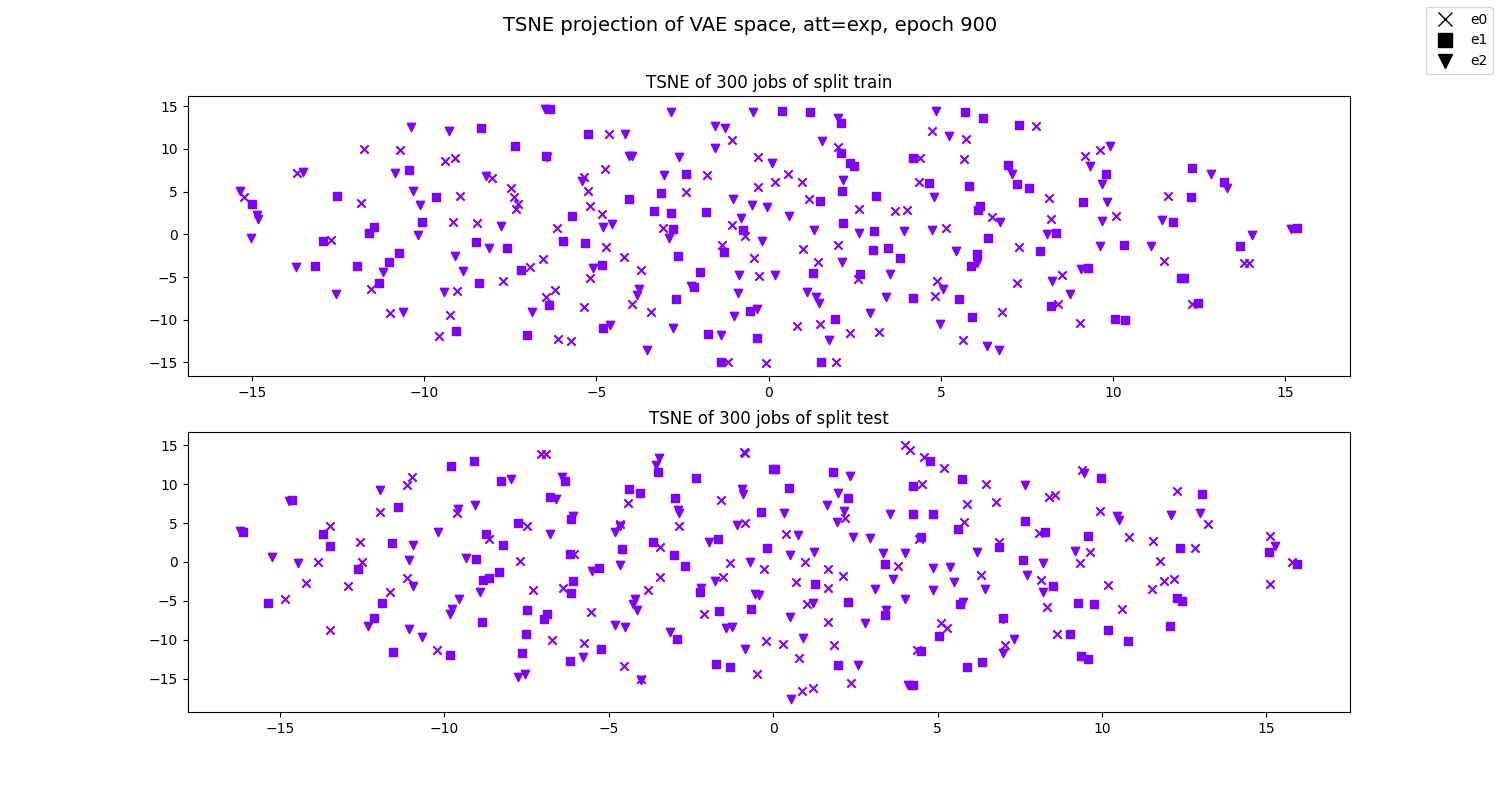 TSNE projection of VAE space, att=exp, epoch 900
e0
e1
e2
TSNE of 300 jobs of split train
15
10
5
0
−5
−10
−15
−15 −10 −5 0 5 10 15
TSNE of 300 jobs of split test
15
10
5
0
−5
−10
−15
−15 −10 −5 0 5 10 15